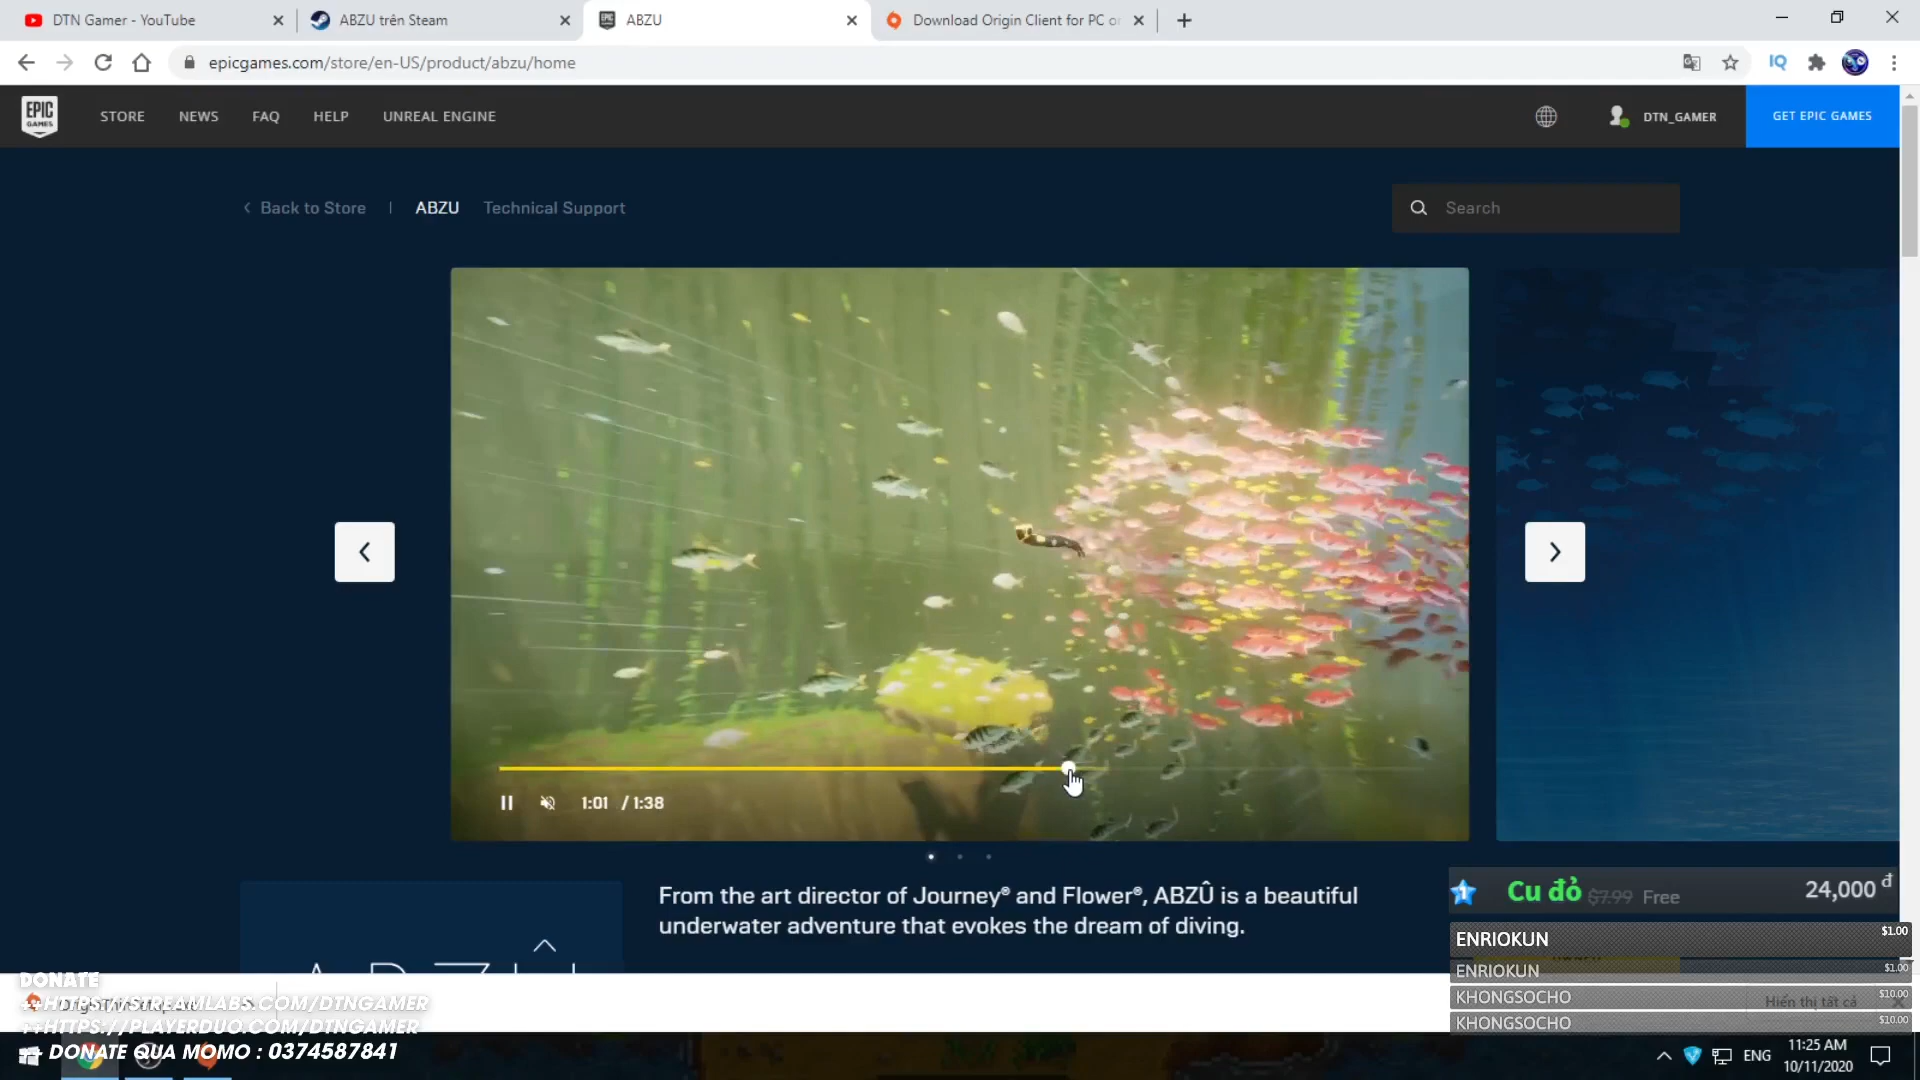 DTN Gamer - YouTube
ABZU trên Steam
ABZU
Download Origin Client for PC or
epicgames.com/store/en-US/product/abzu/home
IQ
EPIC
GAMES
STORE
NEWS
FAQ
HELP
UNREAL ENGINE
DTN_GAMER
GET EPIC GAMES
Back to Store
ABZU
Technical Support
Search
1:01 / 1:38
From the art director of Journey® and Flower®, ABZÛ is a beautiful
underwater adventure that evokes the dream of diving.
1 Cu đỏ $7.99 Free 24,000 đ
ENRIOKUN $1.00
ENRIOKUN $1.00
KHONGSOCHO $10.00
KHONGSOCHO $10.00
Hiển thị tất cả
DONATE
++HTTPS://STREAMLABS.COM/DTNGAMER
++HTTPS://PLAYERDUO.COM/DTNGAMER
++ DONATE QUA MOMO : 0374587841
ENG
11:25 AM
10/11/2020